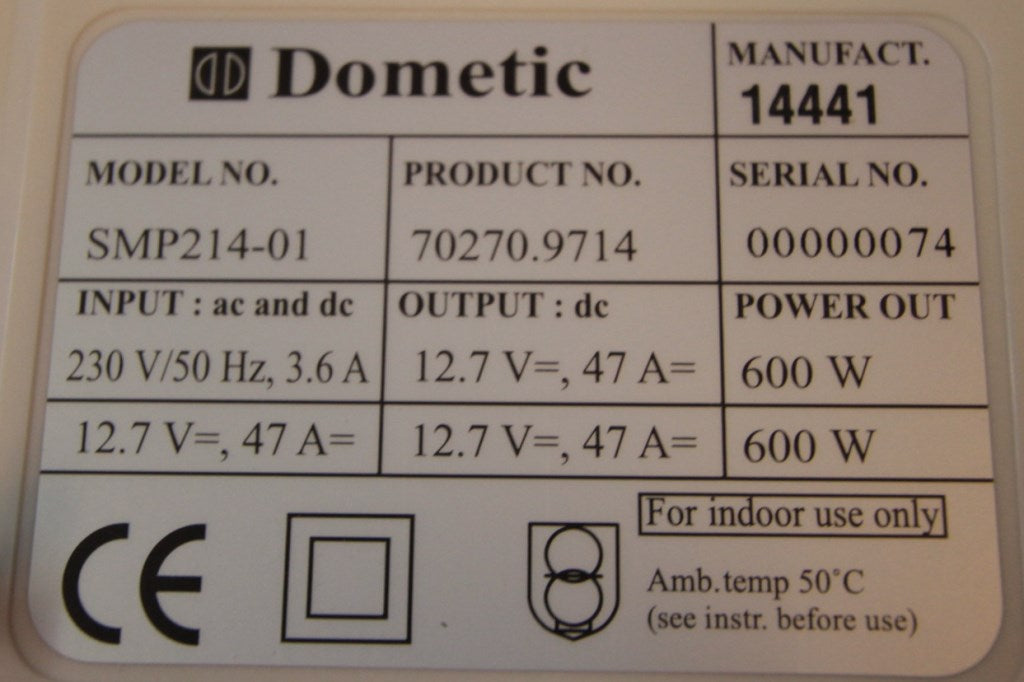 Dometic
MANUFACT.
14441
MODEL NO.
PRODUCT NO.
SERIAL NO.
SMP214-01
70270.9714
00000074
INPUT : ac and dc
OUTPUT : dc
POWER OUT
230 V/50 Hz, 3.6 A
12.7 V=, 47 A=
600 W
12.7 V=, 47 A=
12.7 V=, 47 A=
600 W
CE
For indoor use only
Amb.temp 50°C
(see instr. before use)